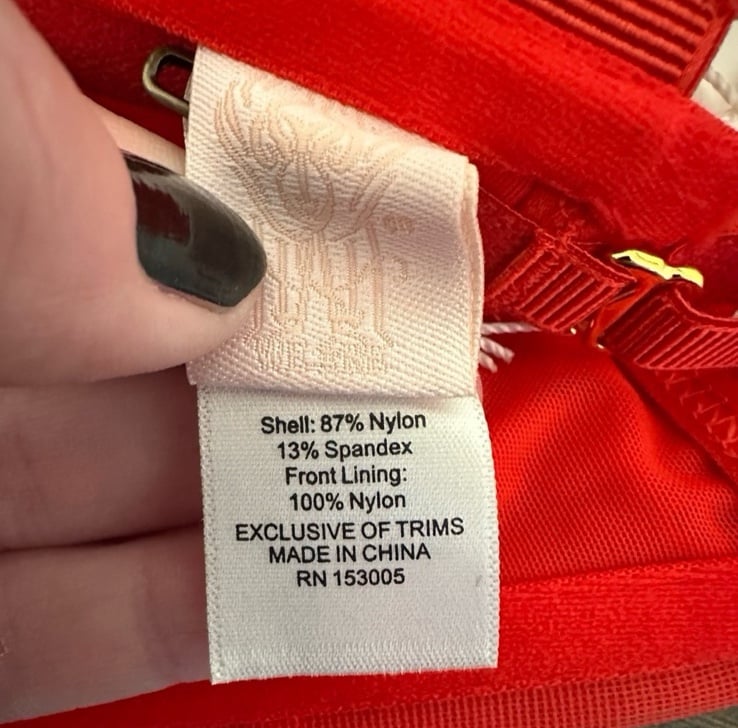 Shell: 87% Nylon
13% Spandex
Front Lining:
100% Nylon
EXCLUSIVE OF TRIMS
MADE IN CHINA
RN 153005